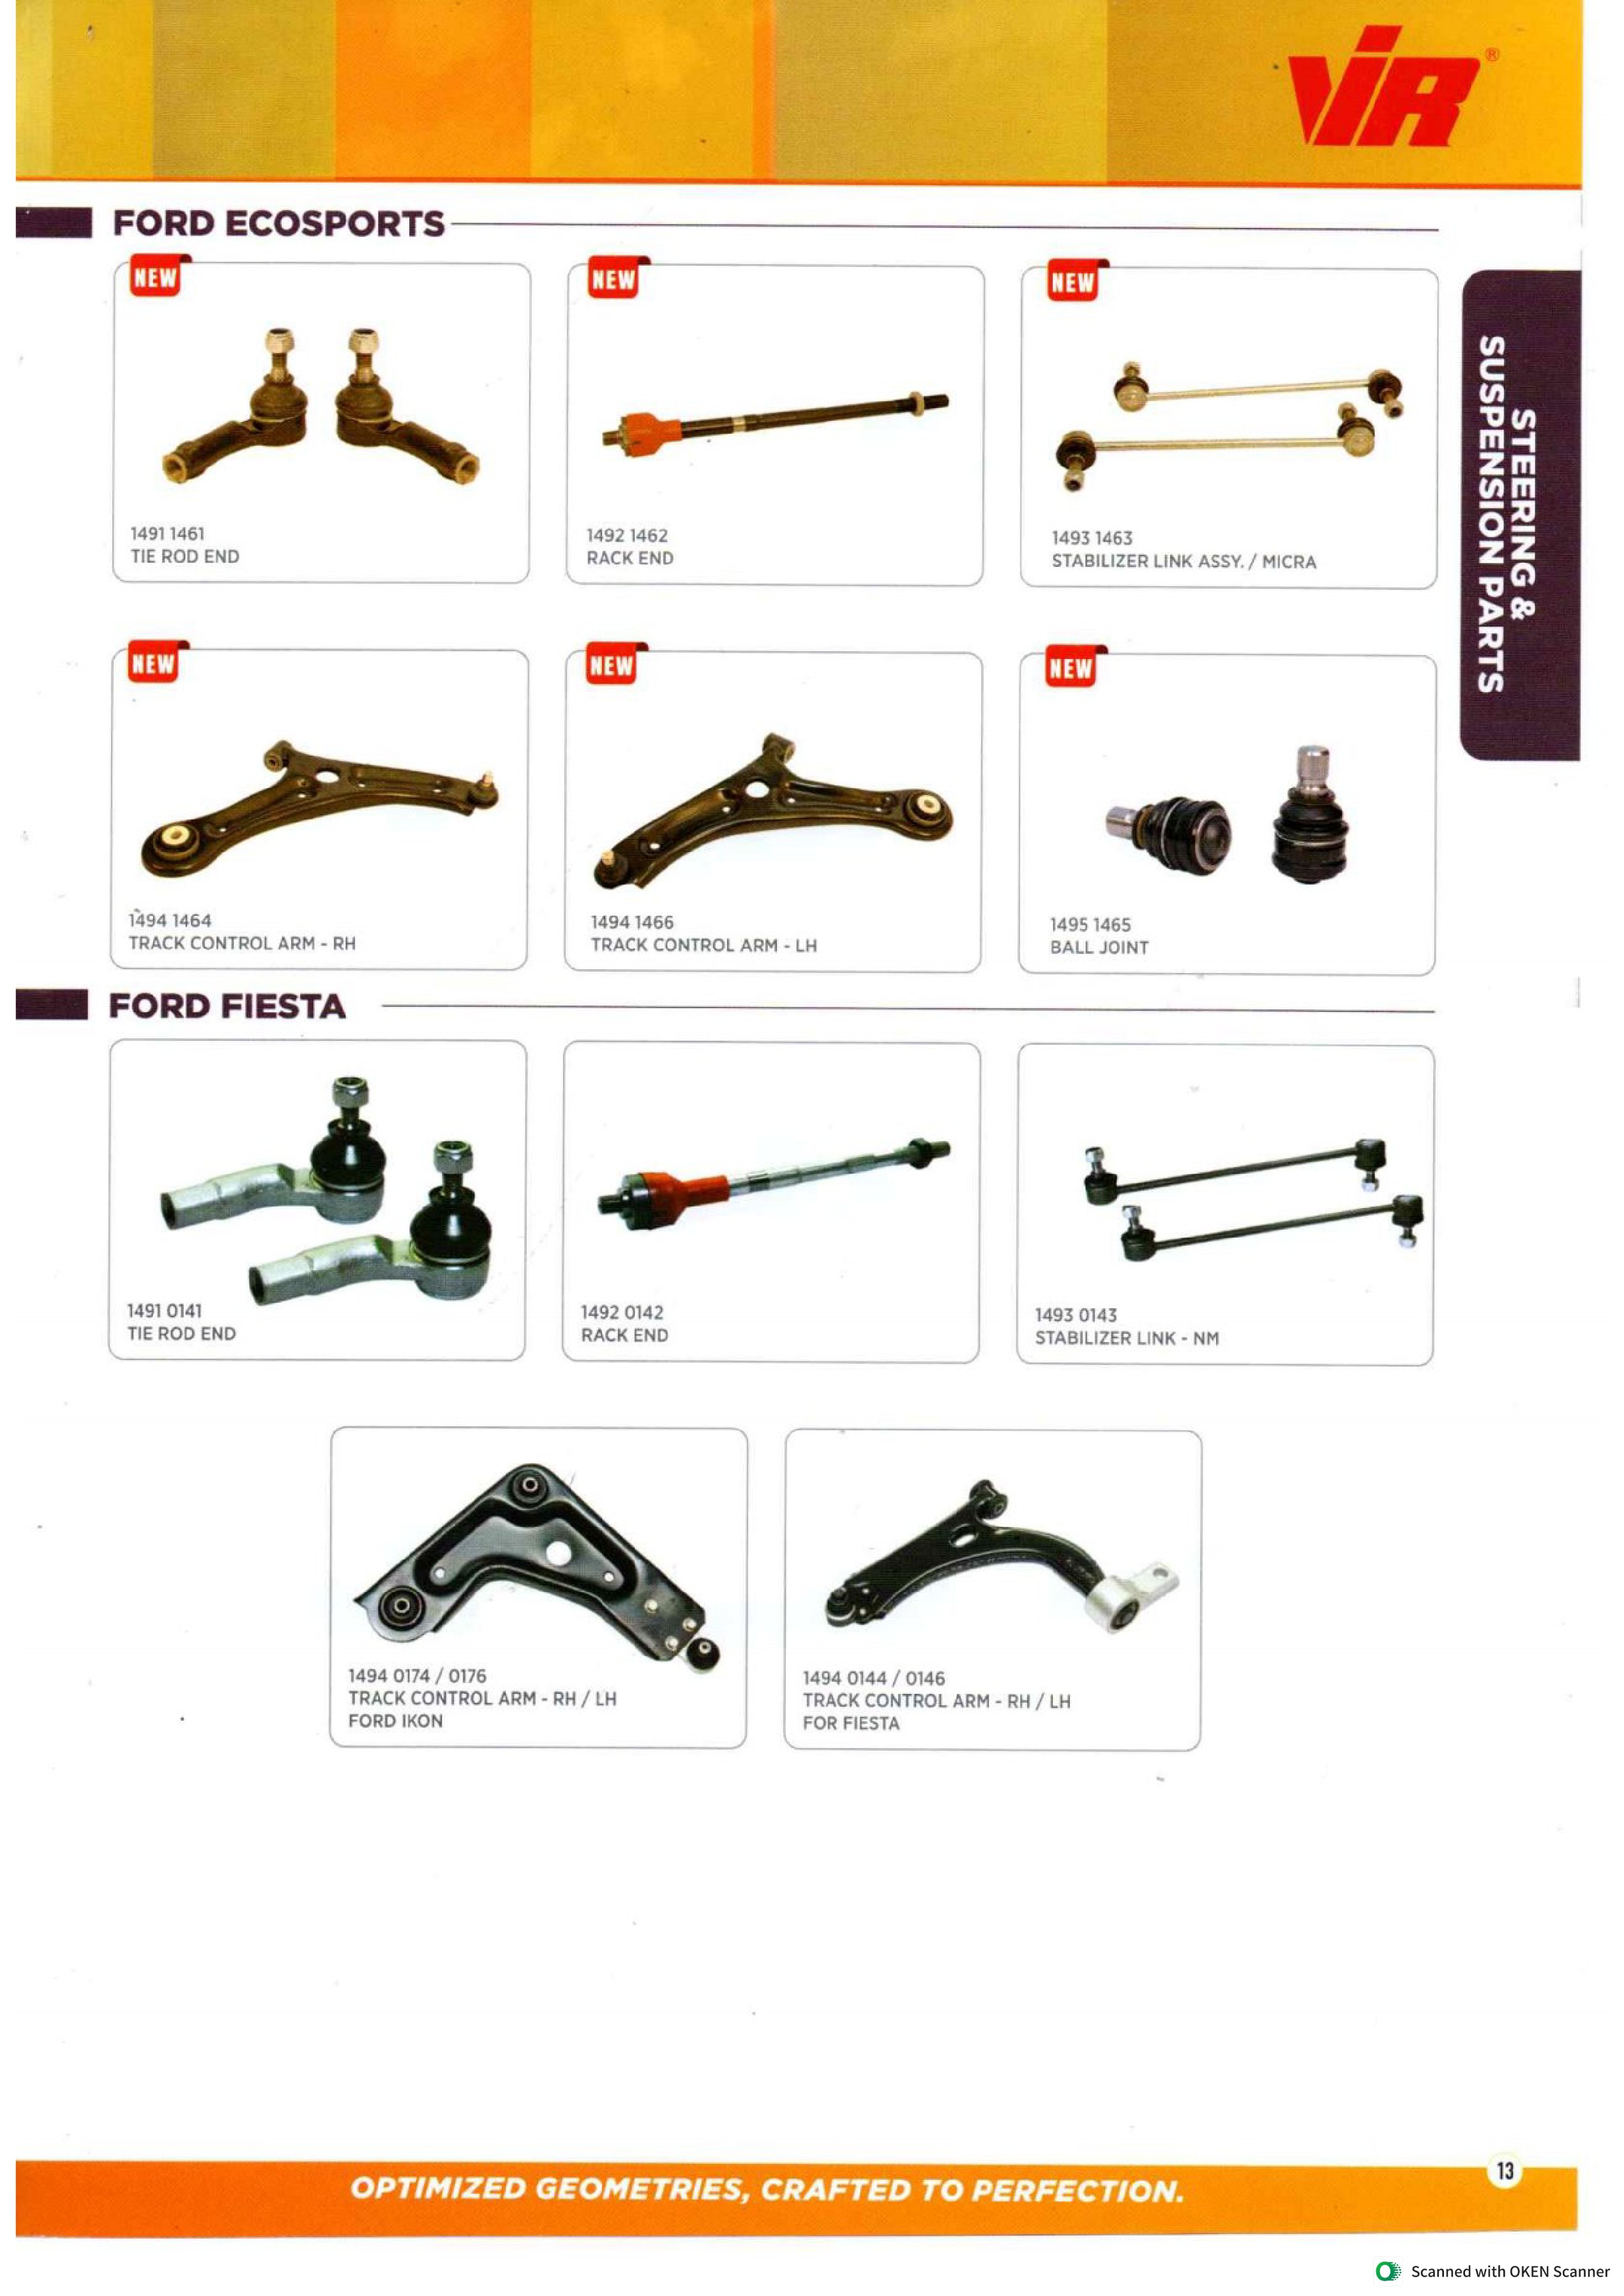 VIR®
FORD ECOSPORTS
NEW
1491 1461
TIE ROD END
NEW
1492 1462
RACK END
NEW
1493 1463
STABILIZER LINK ASSY. / MICRA
STEERING &
SUSPENSION PARTS
NEW
1494 1464
TRACK CONTROL ARM - RH
NEW
1494 1466
TRACK CONTROL ARM - LH
NEW
1495 1465
BALL JOINT
FORD FIESTA
1491 0141
TIE ROD END
1492 0142
RACK END
1493 0143
STABILIZER LINK - NM
1494 0174 / 0176
TRACK CONTROL ARM - RH / LH
FORD IKON
1494 0144 / 0146
TRACK CONTROL ARM - RH / LH
FOR FIESTA
OPTIMIZED GEOMETRIES, CRAFTED TO PERFECTION.
13
Scanned with OKEN Scanner